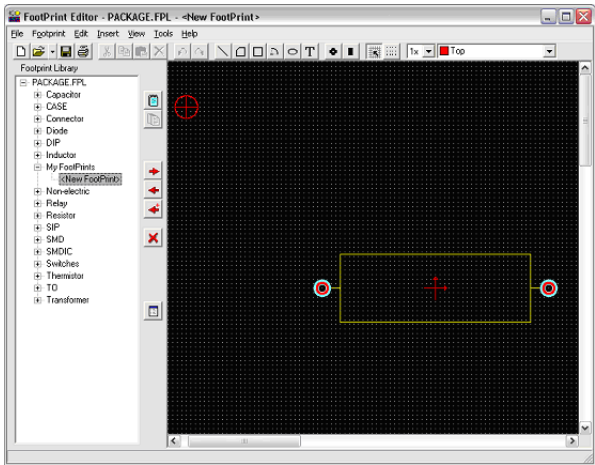 FootPrint Editor - PACKAGE.FPL - <New FootPrint>
File Footprint Edit Insert View Tools Help
T 1x Top
Footprint Library
PACKAGE.FPL
Capacitor
CASE
Connector
Diode
DIP
Inductor
My FootPrints
<New FootPrint>
Non-electric
Relay
Resistor
SIP
SMD
SMDIC
Switches
Thermistor
TO
Transformer